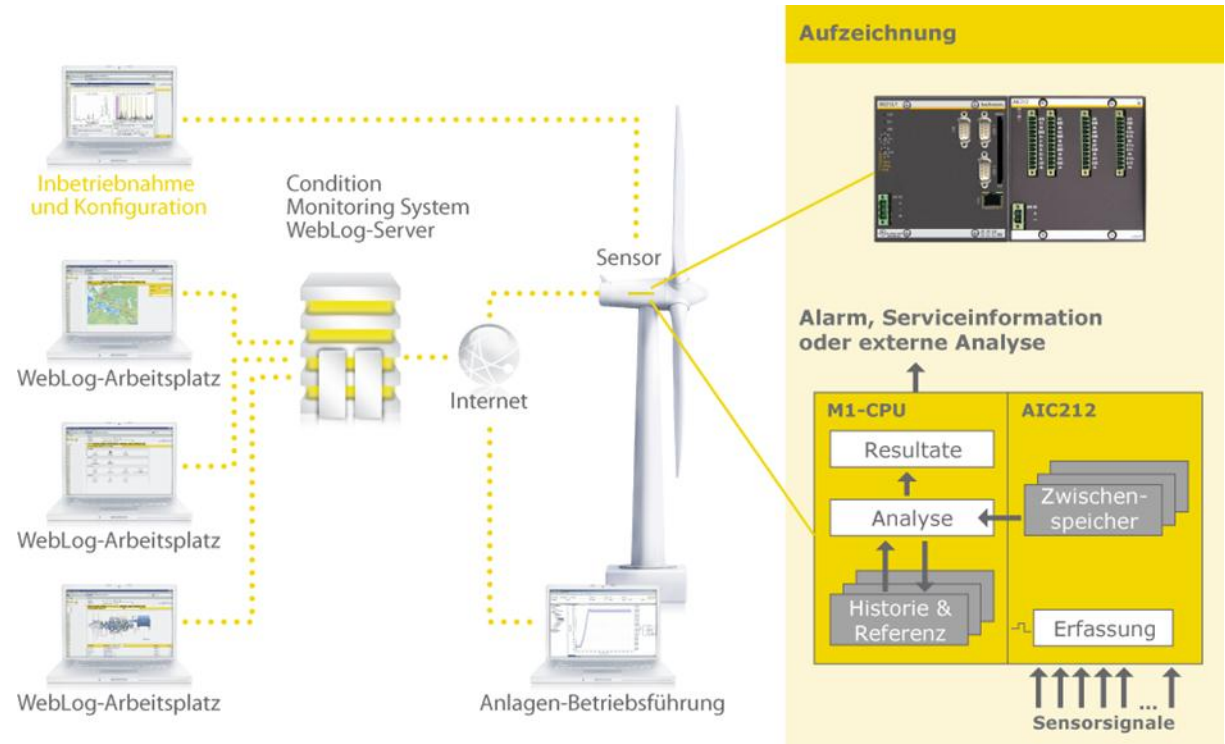 Aufzeichnung
Inbetriebnahme
und Konfiguration
Condition
Monitoring System
WebLog-Server
Sensor
WebLog-Arbeitsplatz
Internet
WebLog-Arbeitsplatz
WebLog-Arbeitsplatz
Anlagen-Betriebsführung
AIC212
Alarm, Serviceinformation
oder externe Analyse
M1-CPU
AIC212
Resultate
Zwischen-
speicher
Analyse
Historie &
Referenz
Erfassung
...
Sensorsignale